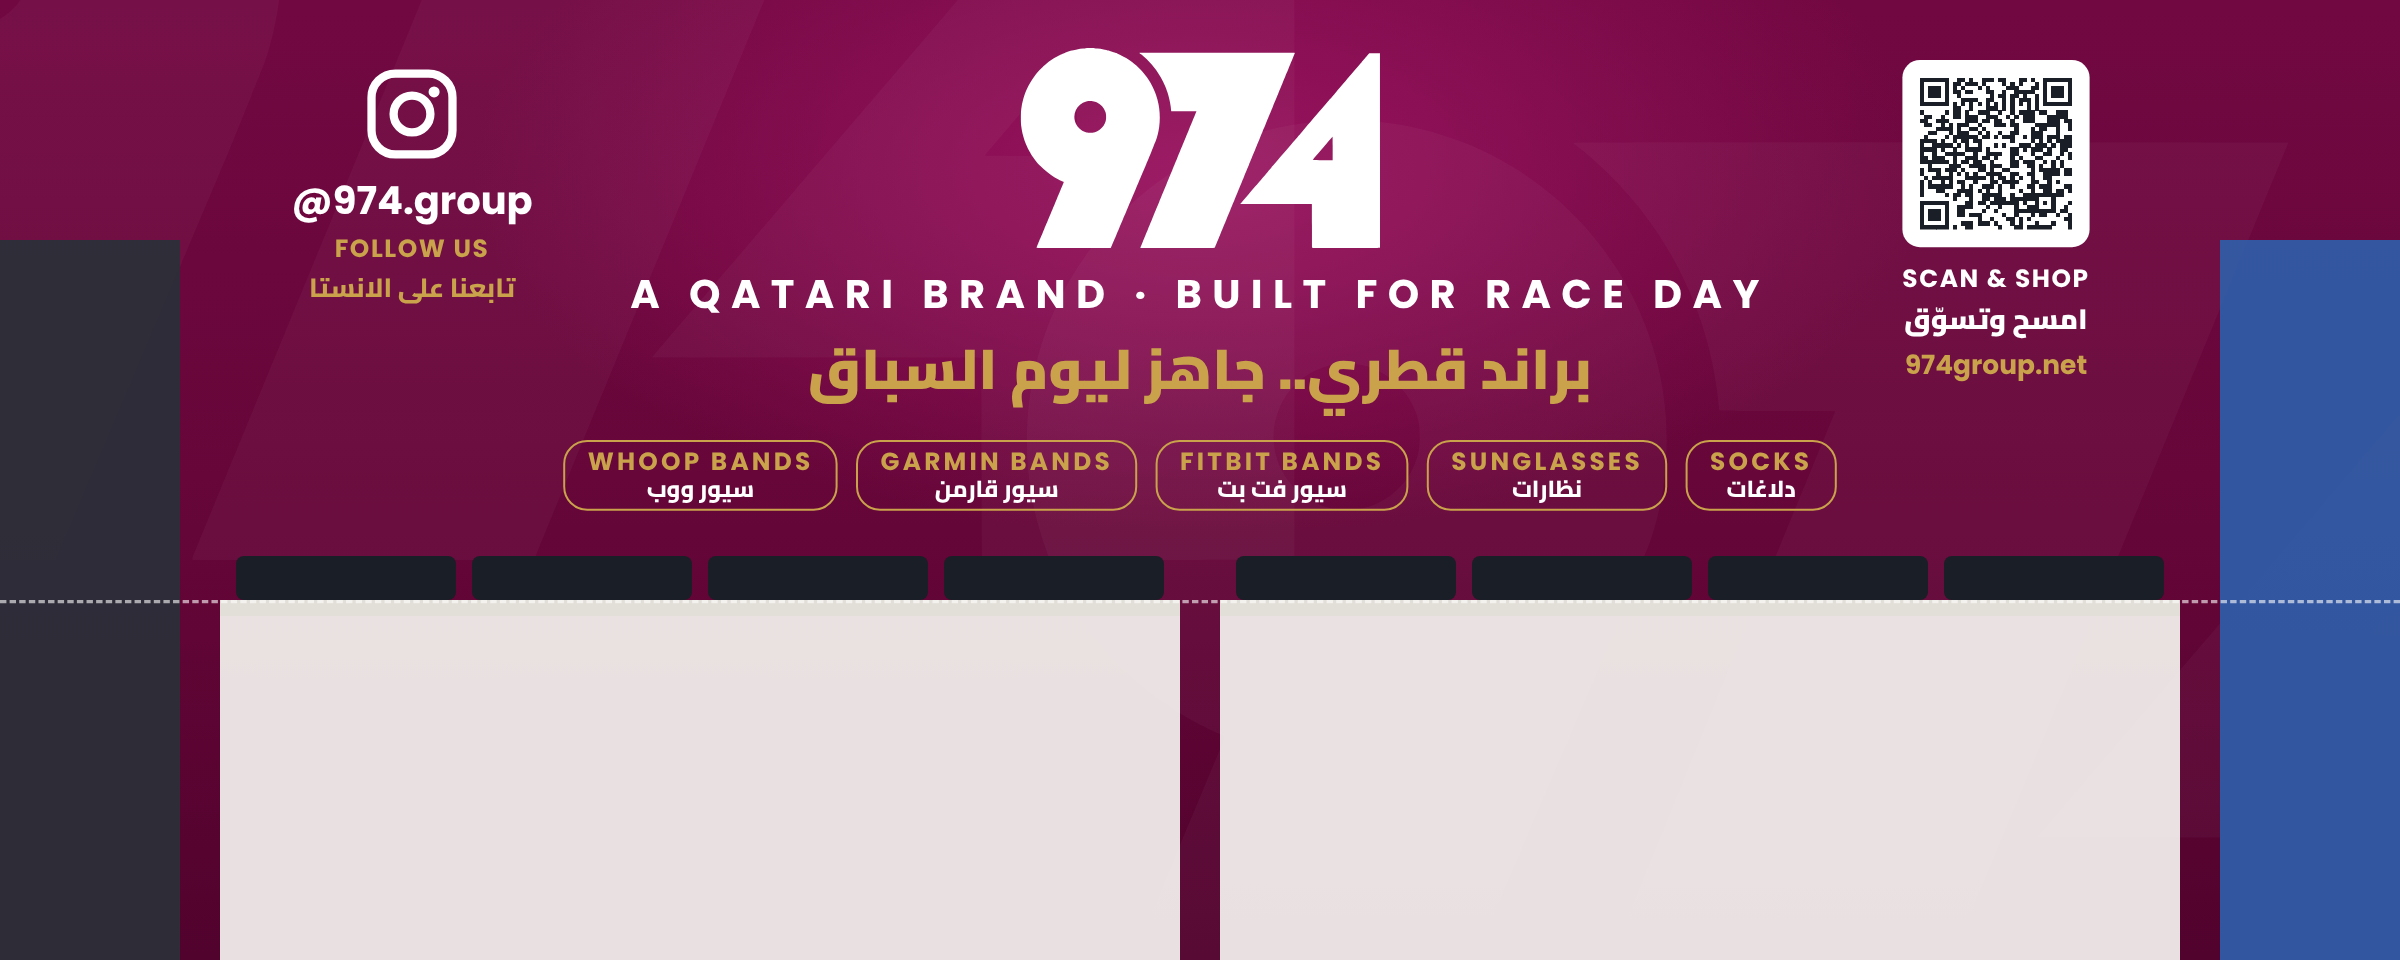 974
@974.group
FOLLOW US
تابعنا على الانستا
A QATARI BRAND · BUILT FOR RACE DAY
براند قطري.. جاهز ليوم السباق
SCAN & SHOP
امسح وتسوّق
974group.net
WHOOP BANDS
سيور ووب
GARMIN BANDS
سيور قارمن
FITBIT BANDS
سيور فت بت
SUNGLASSES
نظارات
SOCKS
دلاغات